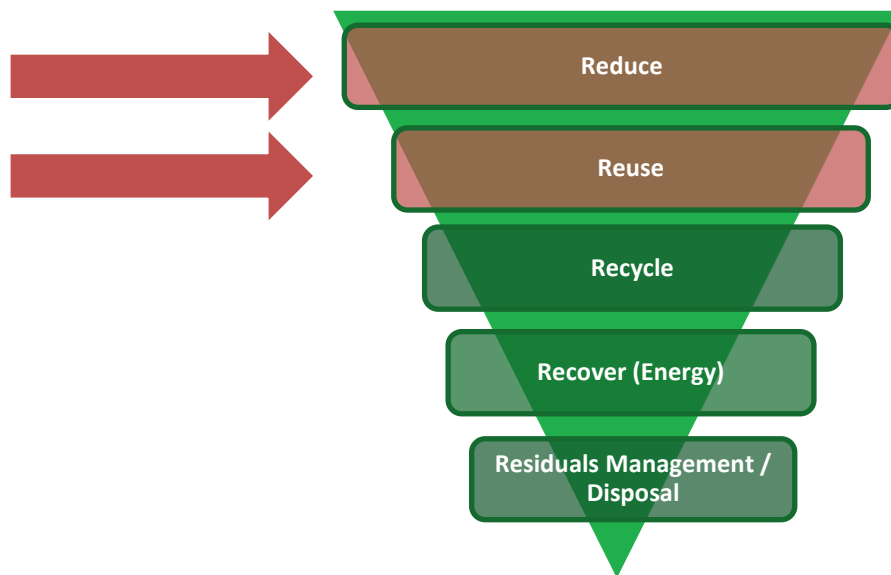 Reduce
Reuse
Recycle
Recover (Energy)
Residuals Management /
Disposal